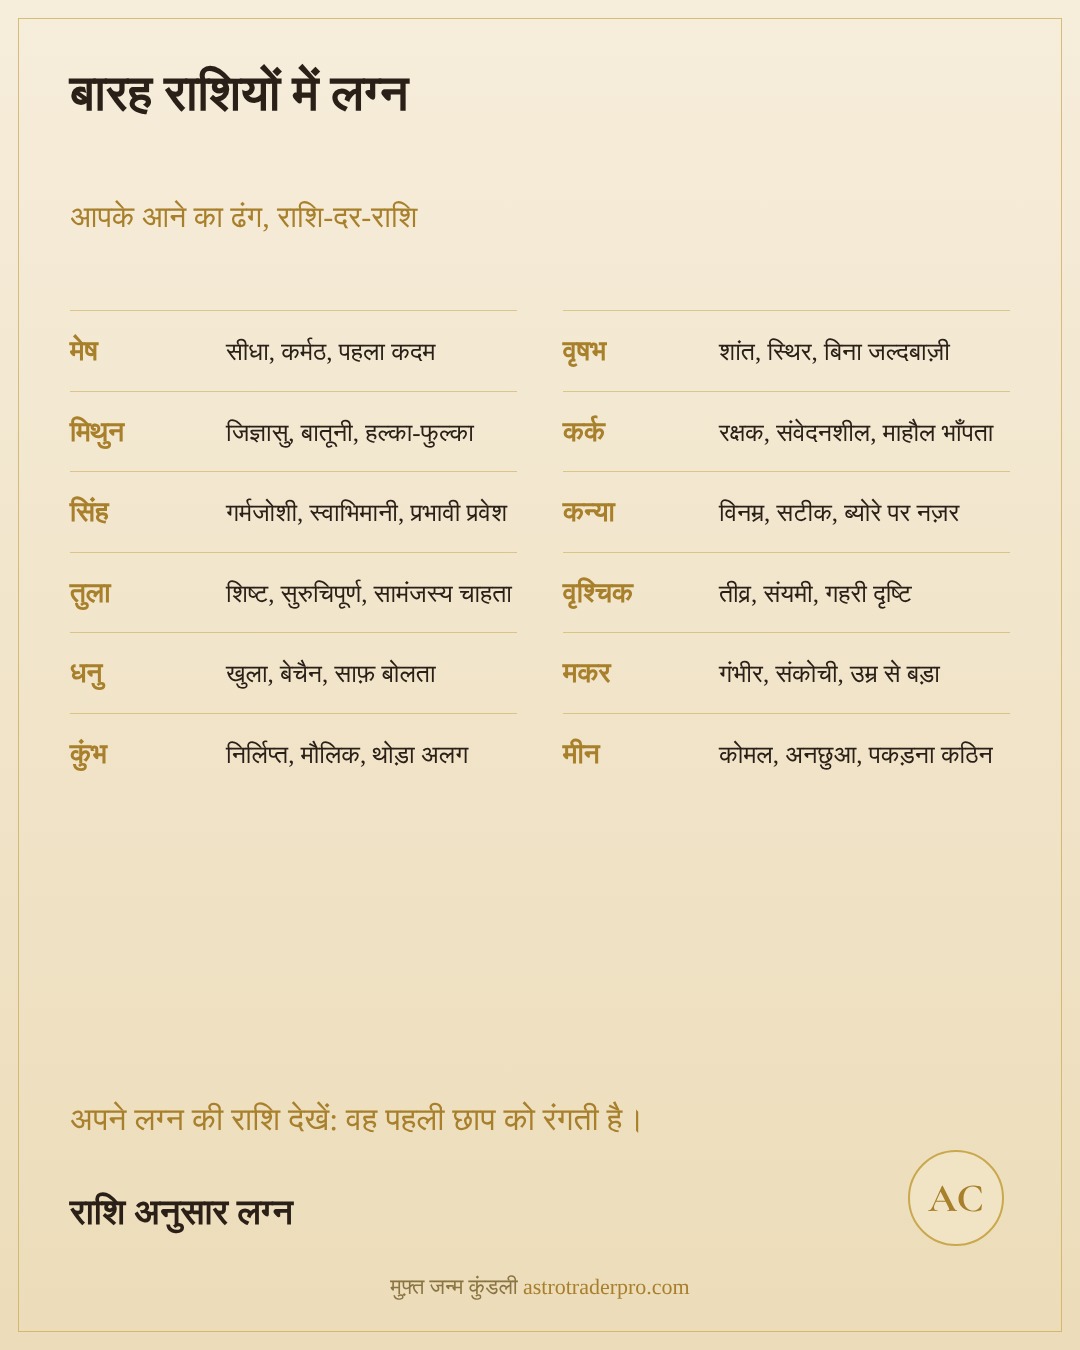 बारह राशियों में लग्न
आपके आने का ढंग, राशि-दर-राशि
मेष सीधा, कर्मठ, पहला कदम
वृषभ शांत, स्थिर, बिना जल्दबाज़ी
मिथुन जिज्ञासु, बातूनी, हल्का-फुल्का
कर्क रक्षक, संवेदनशील, माहौल भाँपता
सिंह गर्मजोशी, स्वाभिमानी, प्रभावी प्रवेश
कन्या विनम्र, सटीक, ब्योरे पर नज़र
तुला शिष्ट, सुरुचिपूर्ण, सामंजस्य चाहता
वृश्चिक तीव्र, संयमी, गहरी दृष्टि
धनु खुला, बेचैन, साफ़ बोलता
मकर गंभीर, संकोची, उम्र से बड़ा
कुंभ निर्लिप्त, मौलिक, थोड़ा अलग
मीन कोमल, अनछुआ, पकड़ना कठिन
अपने लग्न की राशि देखें: वह पहली छाप को रंगती है।
AC
राशि अनुसार लग्न
मुफ़्त जन्म कुंडली astrotraderpro.com